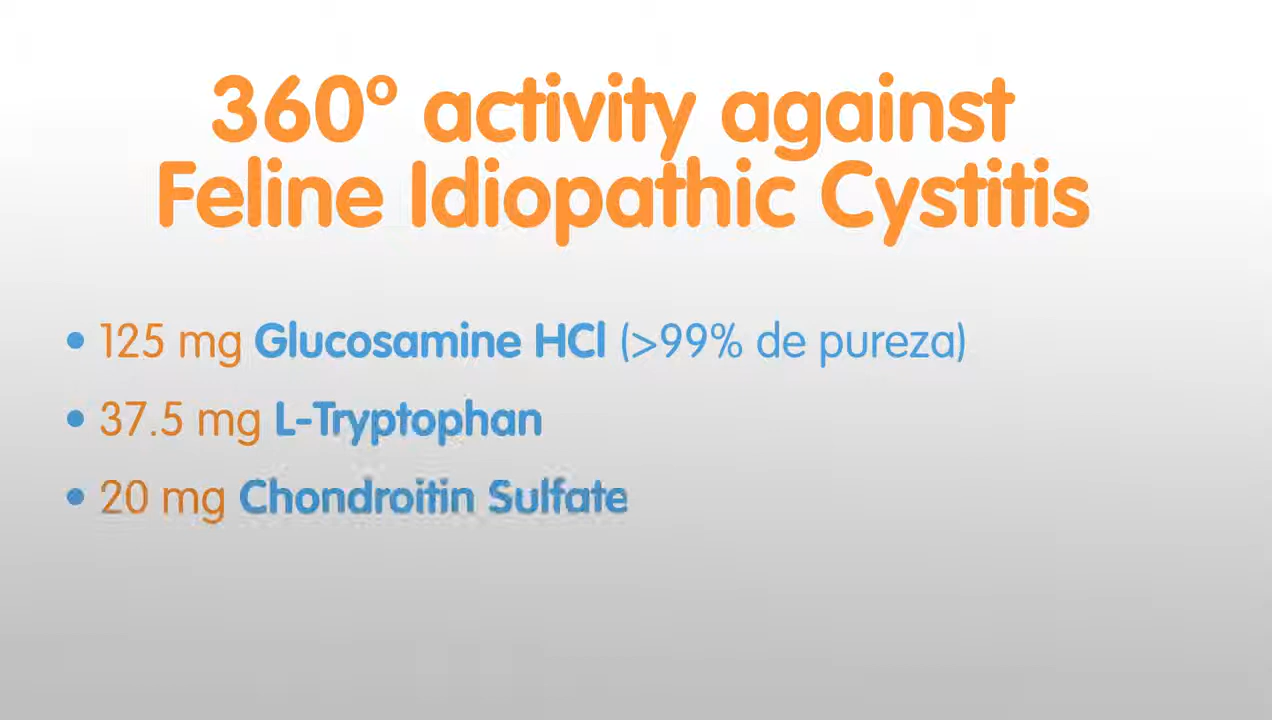 360º activity against
Feline Idiopathic Cystitis
• 125 mg Glucosamine HCl (>99% de pureza)
• 37.5 mg L-Tryptophan
• 20 mg Chondroitin Sulfate